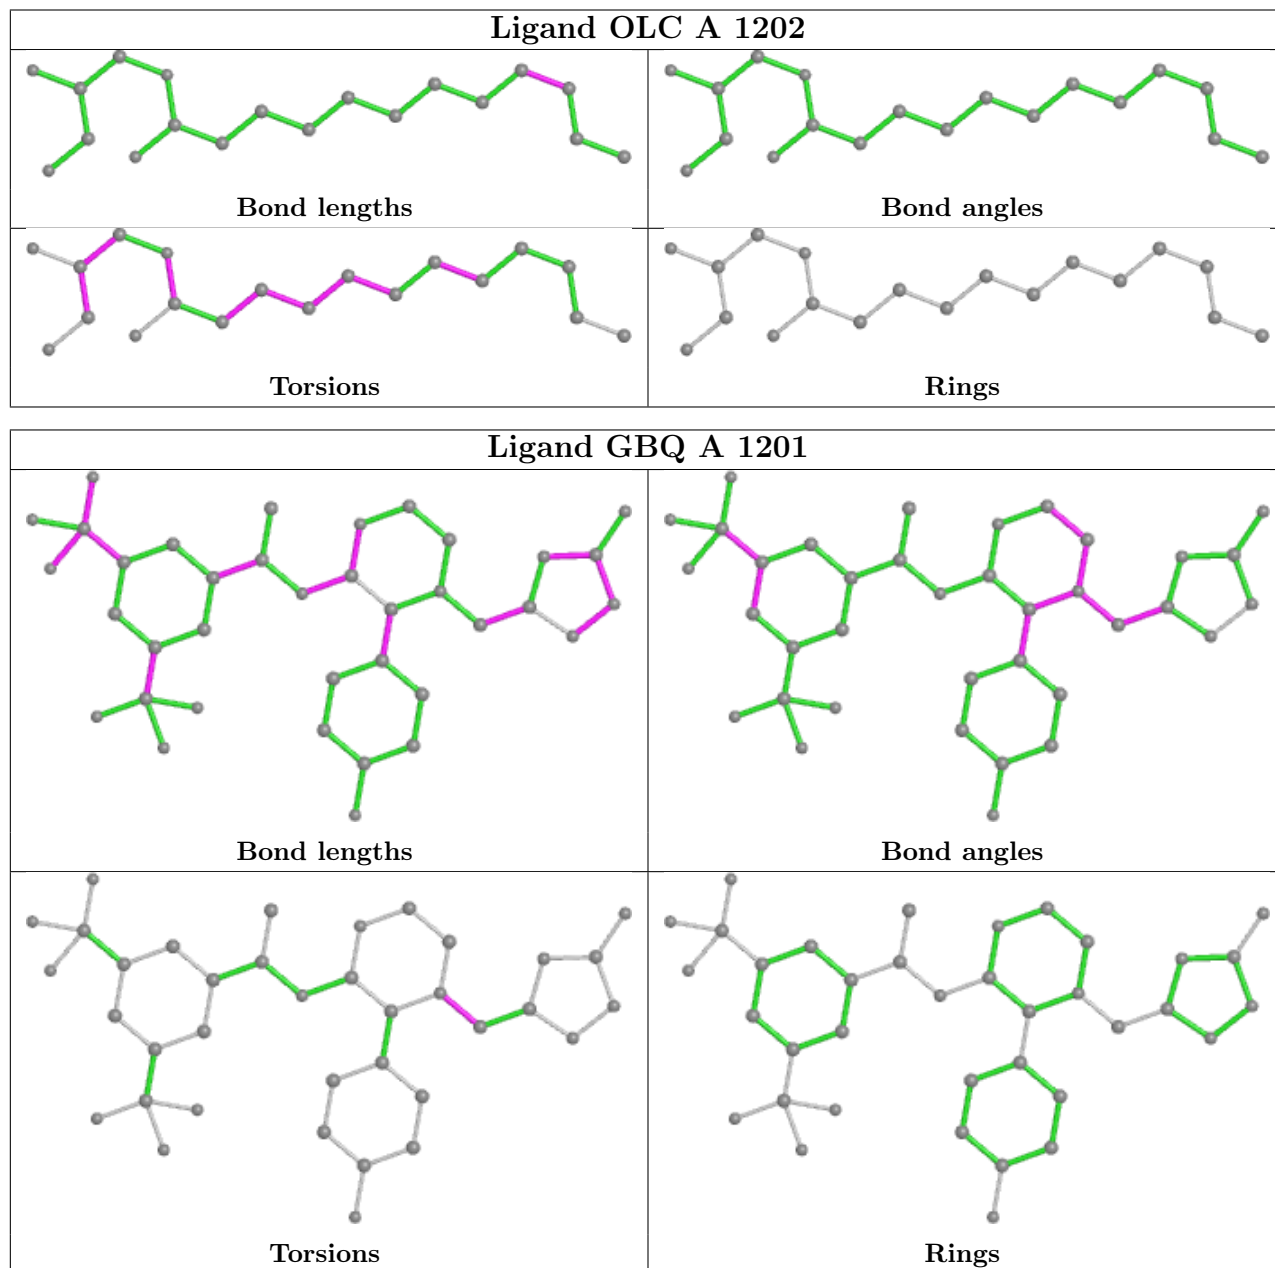 Ligand OLC A 1202
Bond lengths
Bond angles
Torsions
Rings
Ligand GBQ A 1201
Bond lengths
Bond angles
Torsions
Rings